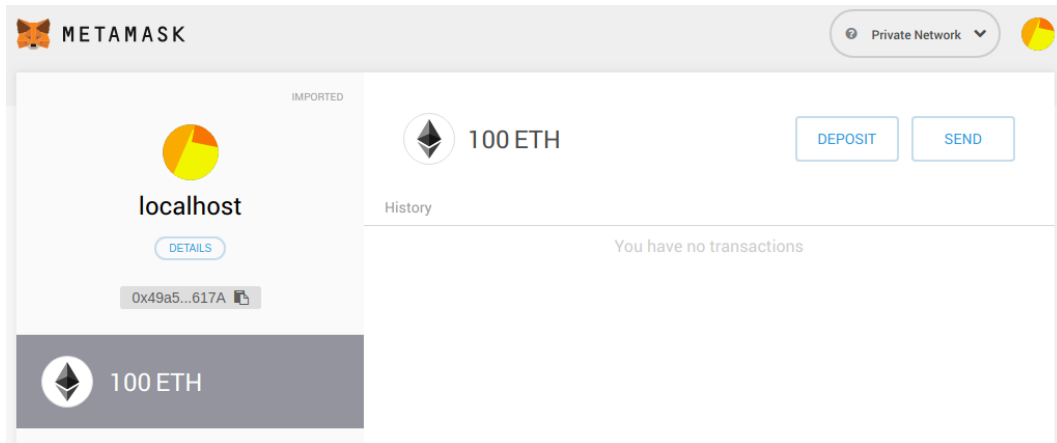 METAMASK
Private Network
IMPORTED
localhost
DETAILS
0x49a5...617A
100 ETH
100 ETH
DEPOSIT
SEND
History
You have no transactions